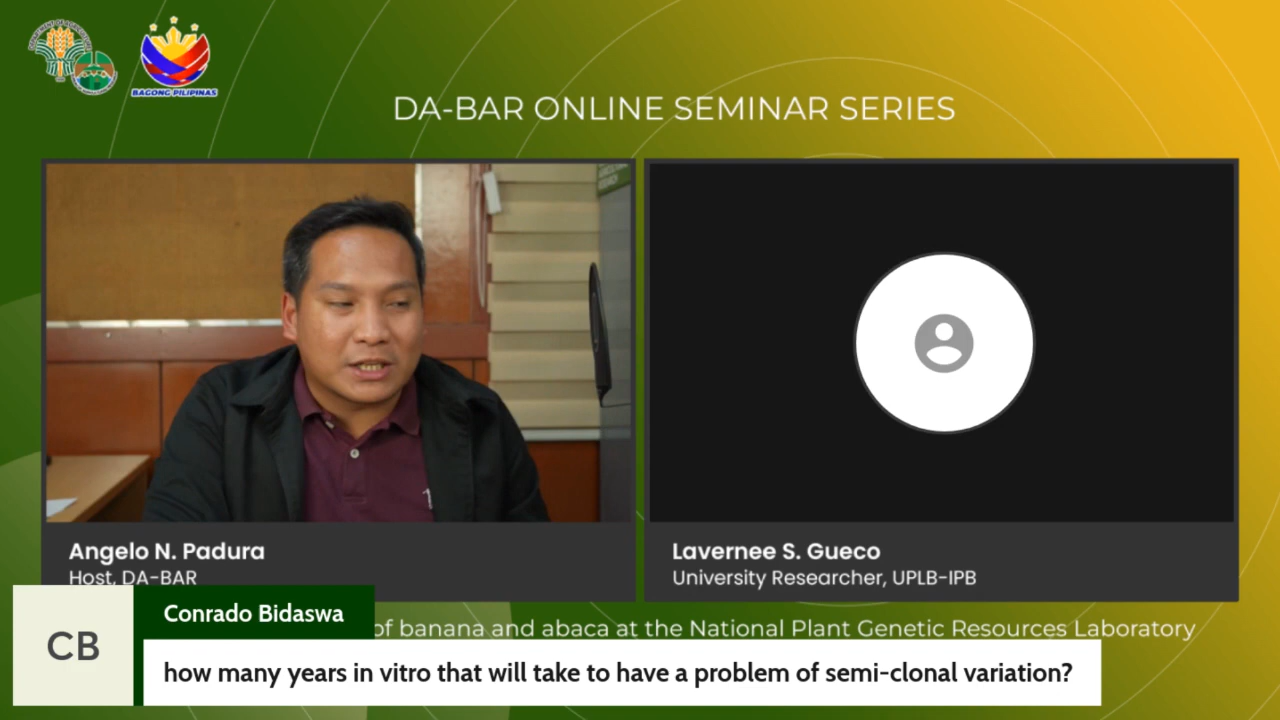 BAGONG PILIPINAS
DA-BAR ONLINE SEMINAR SERIES
Angelo N. Padura
Host, DA-BAR
Lavernee S. Gueco
University Researcher, UPLB-IPB
of banana and abaca at the National Plant Genetic Resources Laboratory
CB
Conrado Bidaswa
how many years in vitro that will take to have a problem of semi-clonal variation?